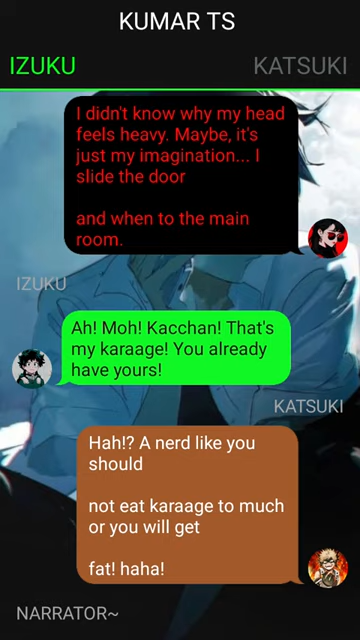 KUMAR TS
IZUKU
KATSUKI
I didn't know why my head
feels heavy. Maybe, it's
just my imagination... I
slide the door
and when to the main
room.
IZUKU
Ah! Moh! Kacchan! That's
my karaage! You already
have yours!
KATSUKI
Hah!? A nerd like you
should
not eat karaage to much
or you will get
fat! haha!
NARRATOR~